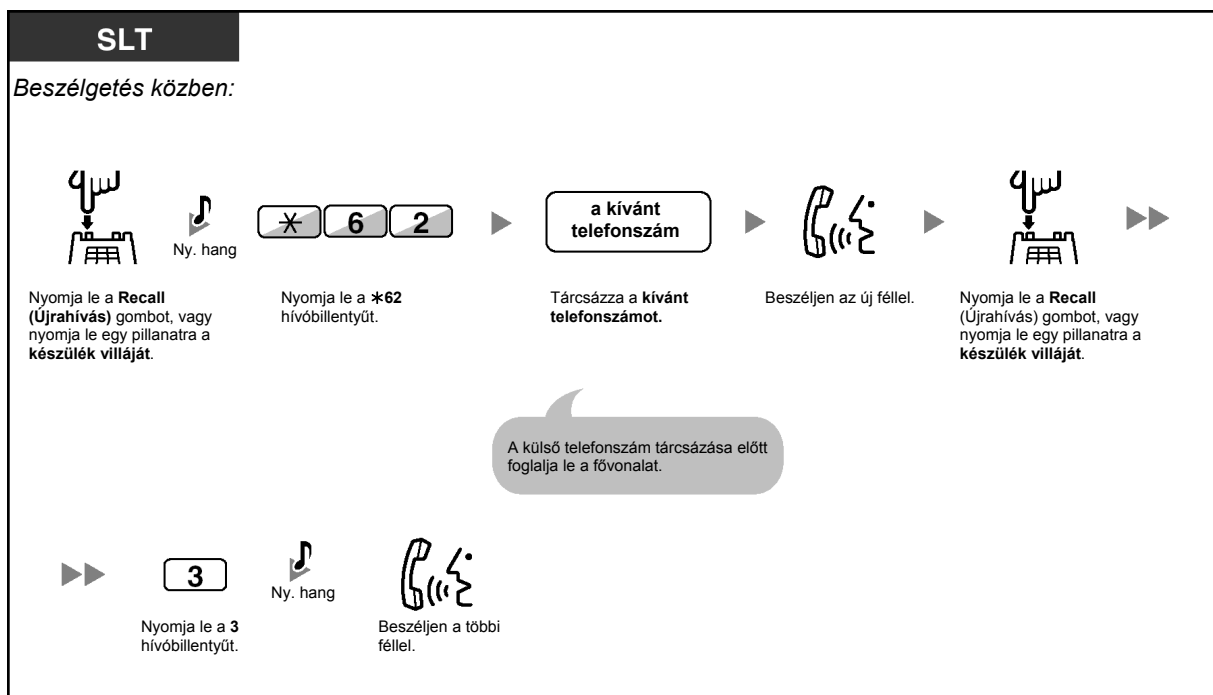 SLT
Beszélgetés közben:
Ny. hang
✳ 6 2
a kívánt
telefonszám
Nyomja le a Recall
(Újrahívás) gombot, vagy
nyomja le egy pillanatra a
készülék villáját.
Nyomja le a ✳62
hívóbillentyűt.
Tárcsázza a kívánt
telefonszámot.
Beszéljen az új féllel.
Nyomja le a Recall
(Újrahívás) gombot, vagy
nyomja le egy pillanatra a
készülék villáját.
A külső telefonszám tárcsázása előtt
foglalja le a fővonalat.
3
Ny. hang
Nyomja le a 3
hívóbillentyűt.
Beszéljen a többi
féllel.